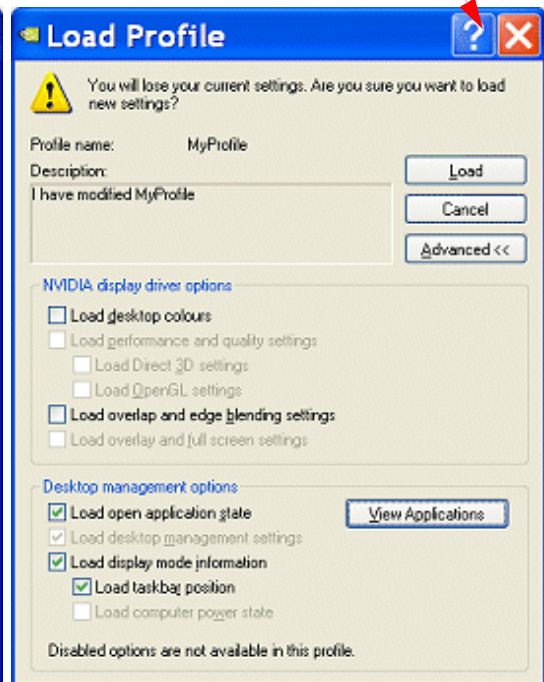 Load Profile
?
You will lose your current settings. Are you sure you want to load
new settings?
Profile name: MyProfile
Description:
I have modified MyProfile
Load
Cancel
Advanced <<
NVIDIA display driver options
Load desktop colours
Load performance and quality settings
Load Direct 3D settings
Load OpenGL settings
Load overlap and edge blending settings
Load overlay and full screen settings
Desktop management options
Load open application state
View Applications
Load desktop management settings
Load display mode information
Load taskbar position
Load computer power state
Disabled options are not available in this profile.